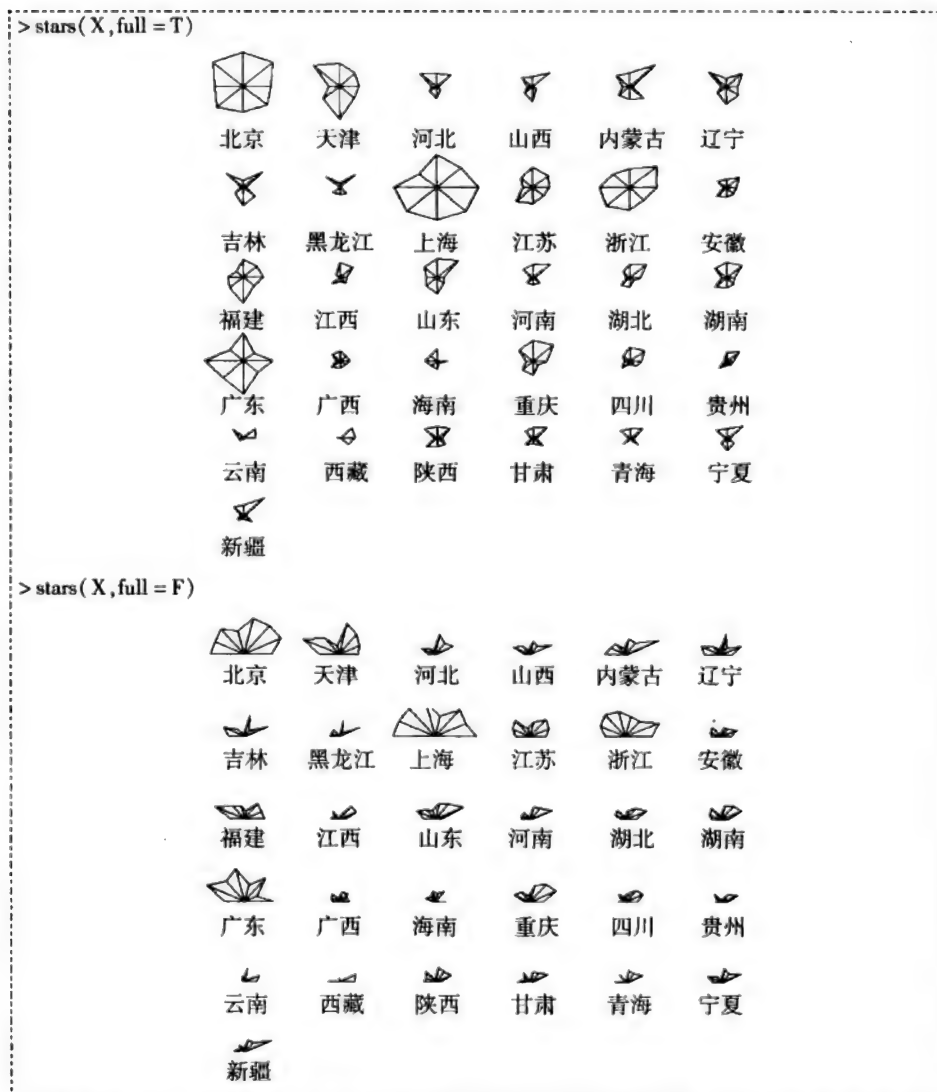 > stars(X,full = T)
北京 天津 河北 山西 内蒙古 辽宁
吉林 黑龙江 上海 江苏 浙江 安徽
福建 江西 山东 河南 湖北 湖南
广东 广西 海南 重庆 四川 贵州
云南 西藏 陕西 甘肃 青海 宁夏
新疆
> stars(X,full = F)
北京 天津 河北 山西 内蒙古 辽宁
吉林 黑龙江 上海 江苏 浙江 安徽
福建 江西 山东 河南 湖北 湖南
广东 广西 海南 重庆 四川 贵州
云南 西藏 陕西 甘肃 青海 宁夏
新疆